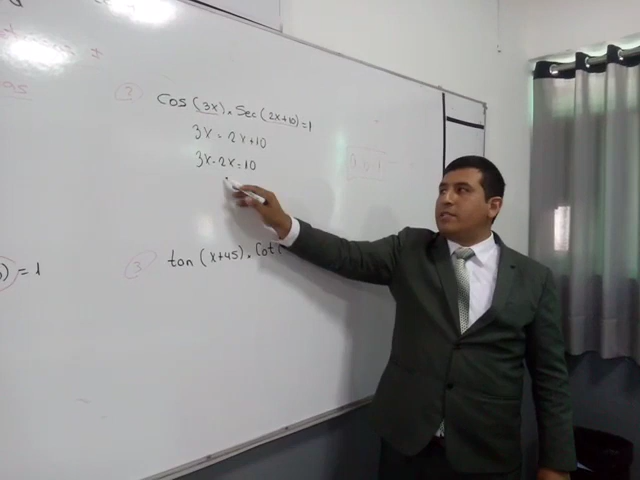 2 Cos (3x) . Sec (2x+10) = 1
3x = 2x + 10
3x - 2x = 10
) = 1
3 tan (x+45) . Cot (